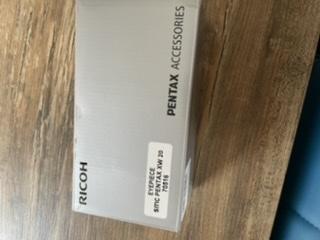 RICOH
PENTAX ACCESSORIES
EYEPIECE
smc PENTAX XW 20
70516